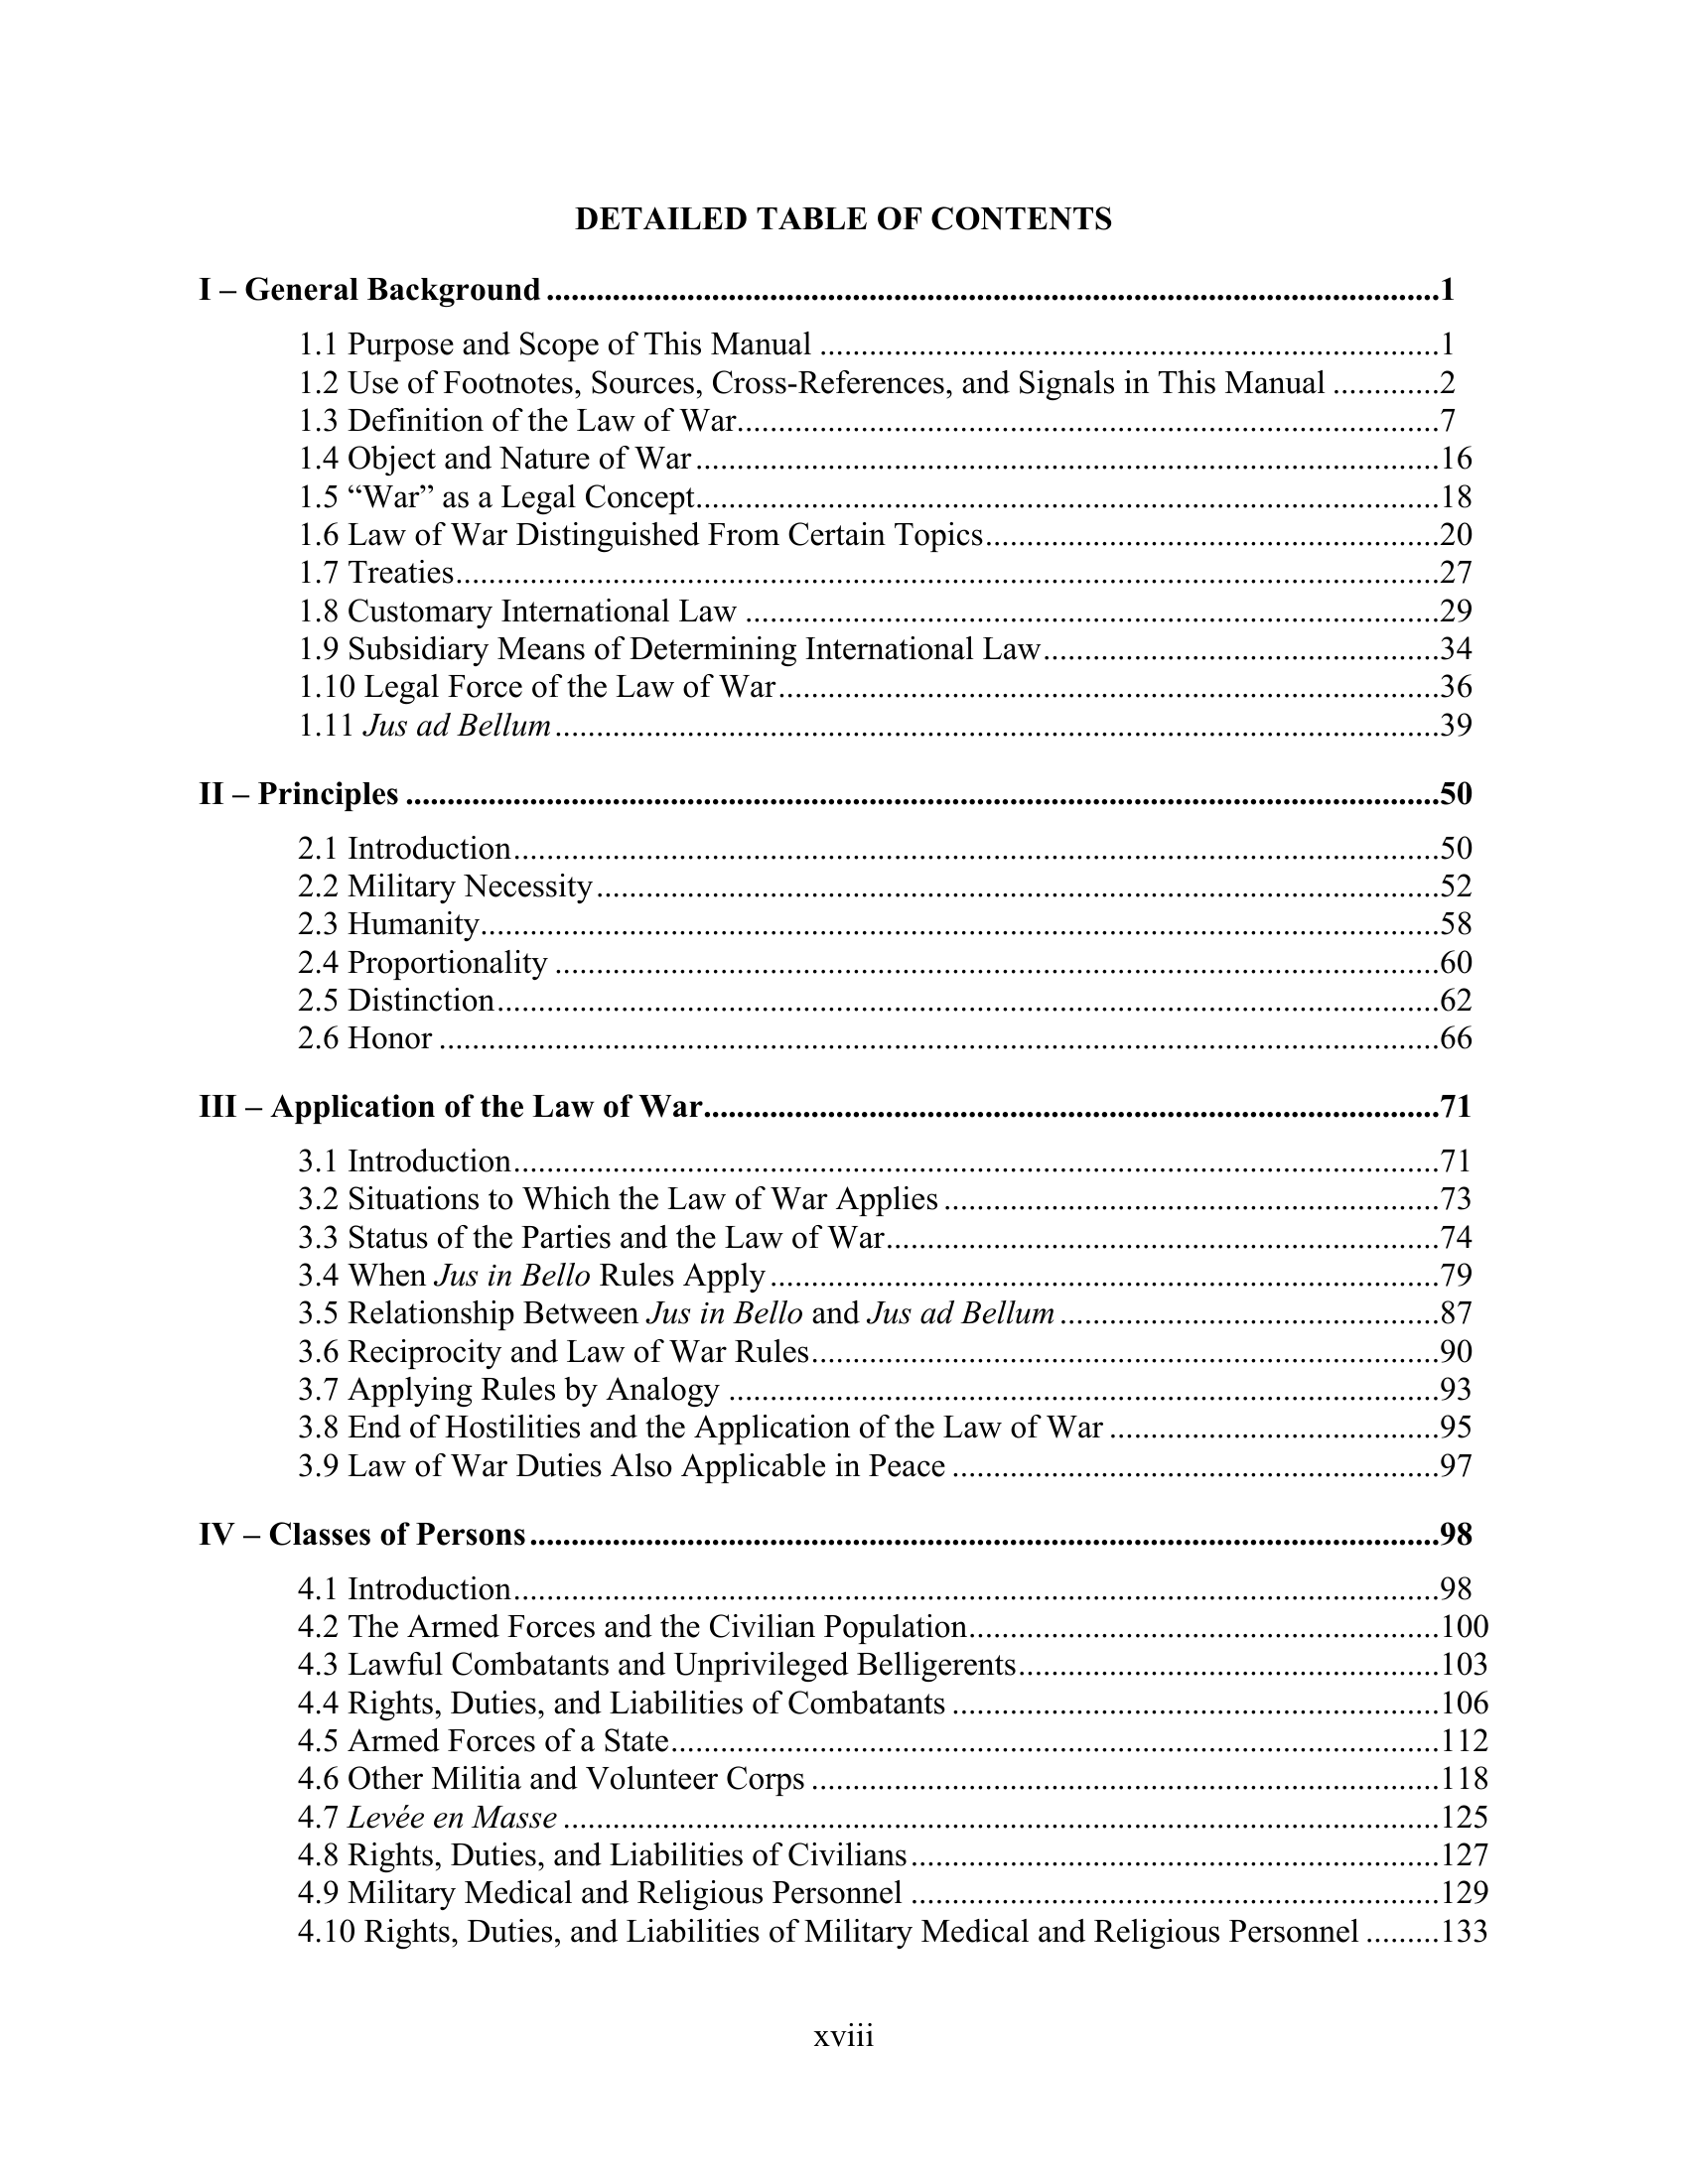 DETAILED TABLE OF CONTENTS
I – General Background ........................................................................................................1
1.1 Purpose and Scope of This Manual ..........................................................................1
1.2 Use of Footnotes, Sources, Cross-References, and Signals in This Manual .............2
1.3 Definition of the Law of War.....................................................................................7
1.4 Object and Nature of War ..........................................................................................16
1.5 “War” as a Legal Concept..........................................................................................18
1.6 Law of War Distinguished From Certain Topics.......................................................20
1.7 Treaties.......................................................................................................................27
1.8 Customary International Law ....................................................................................29
1.9 Subsidiary Means of Determining International Law................................................34
1.10 Legal Force of the Law of War................................................................................36
1.11 Jus ad Bellum ...........................................................................................................39
II – Principles .........................................................................................................................50
2.1 Introduction................................................................................................................50
2.2 Military Necessity......................................................................................................52
2.3 Humanity....................................................................................................................58
2.4 Proportionality ...........................................................................................................60
2.5 Distinction..................................................................................................................62
2.6 Honor .........................................................................................................................66
III – Application of the Law of War......................................................................................71
3.1 Introduction................................................................................................................71
3.2 Situations to Which the Law of War Applies ............................................................73
3.3 Status of the Parties and the Law of War...................................................................74
3.4 When Jus in Bello Rules Apply .................................................................................79
3.5 Relationship Between Jus in Bello and Jus ad Bellum ..............................................87
3.6 Reciprocity and Law of War Rules............................................................................90
3.7 Applying Rules by Analogy ......................................................................................93
3.8 End of Hostilities and the Application of the Law of War ........................................95
3.9 Law of War Duties Also Applicable in Peace ...........................................................97
IV – Classes of Persons ..........................................................................................................98
4.1 Introduction................................................................................................................98
4.2 The Armed Forces and the Civilian Population.........................................................100
4.3 Lawful Combatants and Unprivileged Belligerents...................................................103
4.4 Rights, Duties, and Liabilities of Combatants ...........................................................106
4.5 Armed Forces of a State.............................................................................................112
4.6 Other Militia and Volunteer Corps ............................................................................118
4.7 Levée en Masse ..........................................................................................................125
4.8 Rights, Duties, and Liabilities of Civilians................................................................127
4.9 Military Medical and Religious Personnel ................................................................129
4.10 Rights, Duties, and Liabilities of Military Medical and Religious Personnel .........133
xviii